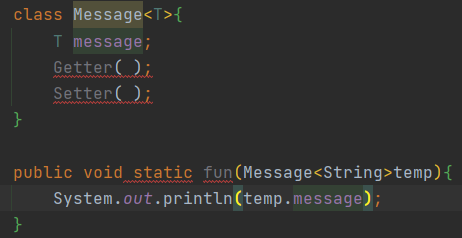 class Message<T>{
T message;
Getter( );
Setter( );
}
public void static fun(Message<String>temp){
System.out.println(temp.message);
}